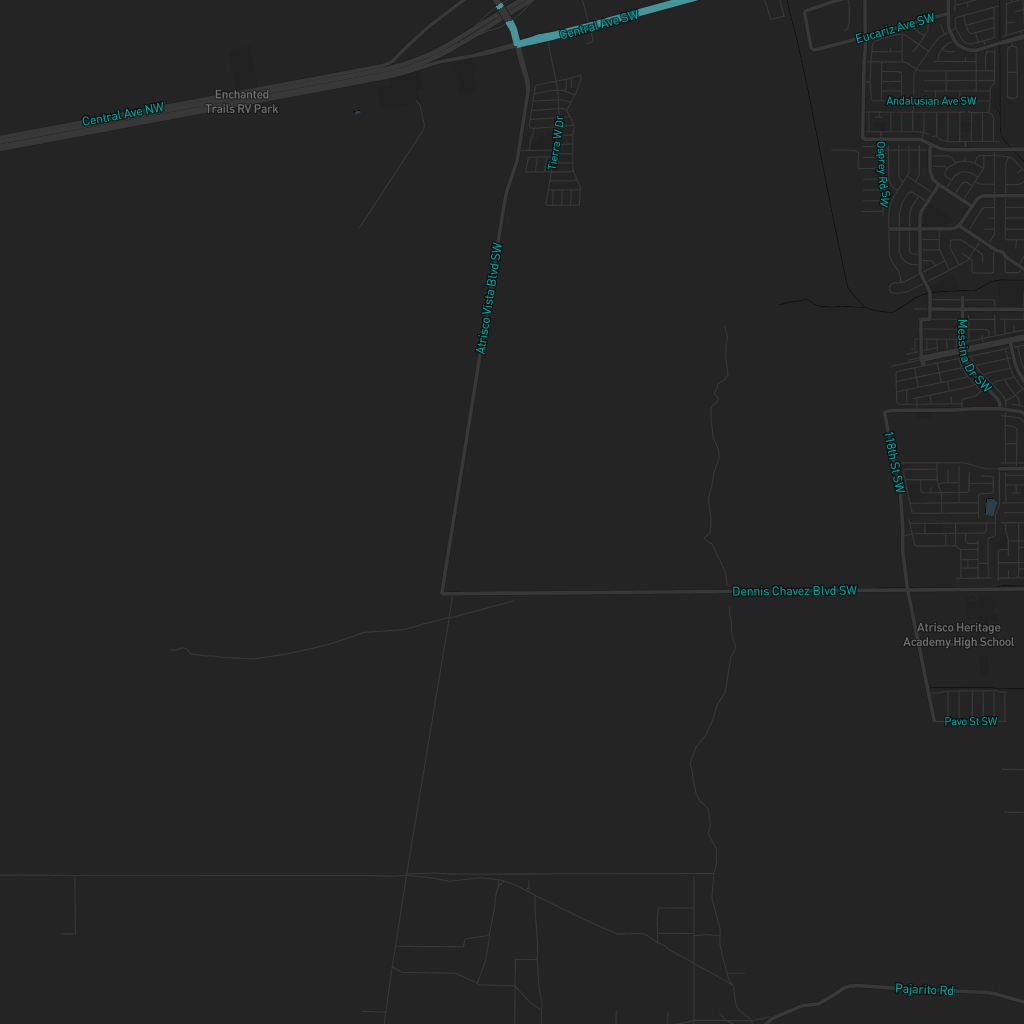 Central Ave SW
Eucariz Ave SW
Enchanted
Trails RV Park
Central Ave NW
Andalusian Ave SW
Tierra W Dr
Osprey Rd SW
Atrisco Vista Blvd SW
Messina Dr SW
118th St SW
Dennis Chavez Blvd SW
Atrisco Heritage
Academy High School
Pavo St SW
Pajarito Rd